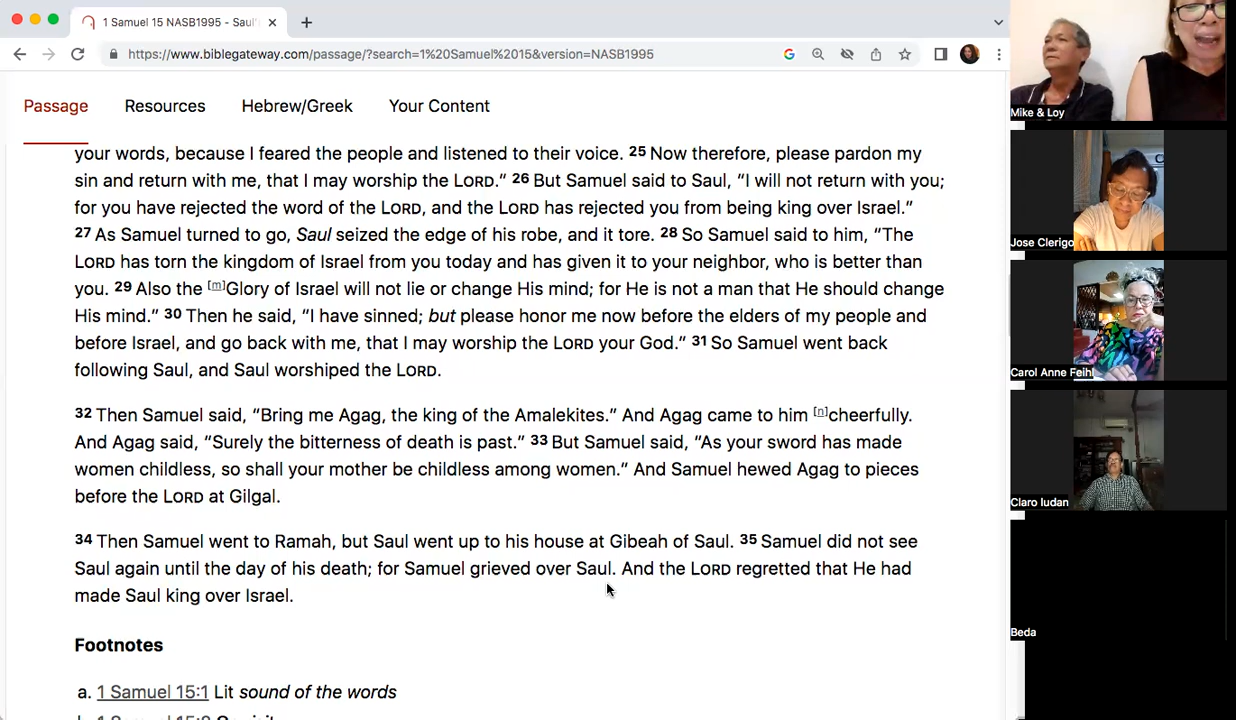 1 Samuel 15 NASB1995 - Saul'
https://www.biblegateway.com/passage/?search=1%20Samuel%2015&version=NASB1995
Passage Resources Hebrew/Greek Your Content
your words, because I feared the people and listened to their voice. 25 Now therefore, please pardon my
sin and return with me, that I may worship the LORD.” 26 But Samuel said to Saul, “I will not return with you;
for you have rejected the word of the LORD, and the LORD has rejected you from being king over Israel.”
27 As Samuel turned to go, Saul seized the edge of his robe, and it tore. 28 So Samuel said to him, “The
LORD has torn the kingdom of Israel from you today and has given it to your neighbor, who is better than
you. 29 Also the [m]Glory of Israel will not lie or change His mind; for He is not a man that He should change
His mind.” 30 Then he said, “I have sinned; but please honor me now before the elders of my people and
before Israel, and go back with me, that I may worship the LORD your God.” 31 So Samuel went back
following Saul, and Saul worshiped the LORD.
32 Then Samuel said, “Bring me Agag, the king of the Amalekites.” And Agag came to him [n]cheerfully.
And Agag said, “Surely the bitterness of death is past.” 33 But Samuel said, “As your sword has made
women childless, so shall your mother be childless among women.” And Samuel hewed Agag to pieces
before the LORD at Gilgal.
34 Then Samuel went to Ramah, but Saul went up to his house at Gibeah of Saul. 35 Samuel did not see
Saul again until the day of his death; for Samuel grieved over Saul. And the LORD regretted that He had
made Saul king over Israel.
Footnotes
a. 1 Samuel 15:1 Lit sound of the words
Mike & Loy
Jose Clerigo
Carol Anne Feihl
Claro Iudan
Beda